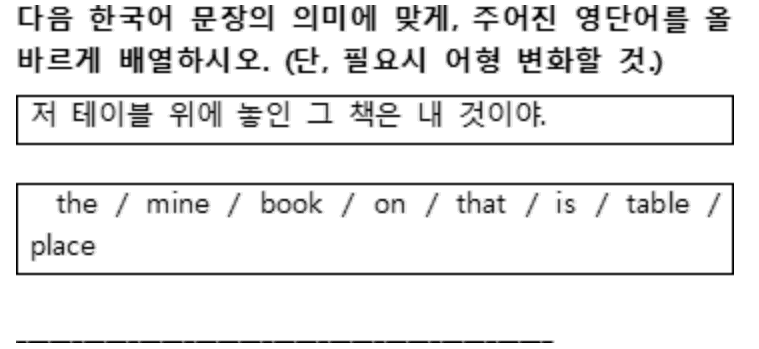 다음 한국어 문장의 의미에 맞게, 주어진 영단어를 올
바르게 배열하시오. (단, 필요시 어형 변화할 것.)
저 테이블 위에 놓인 그 책은 내 것이야.
the / mine / book / on / that / is / table /
place